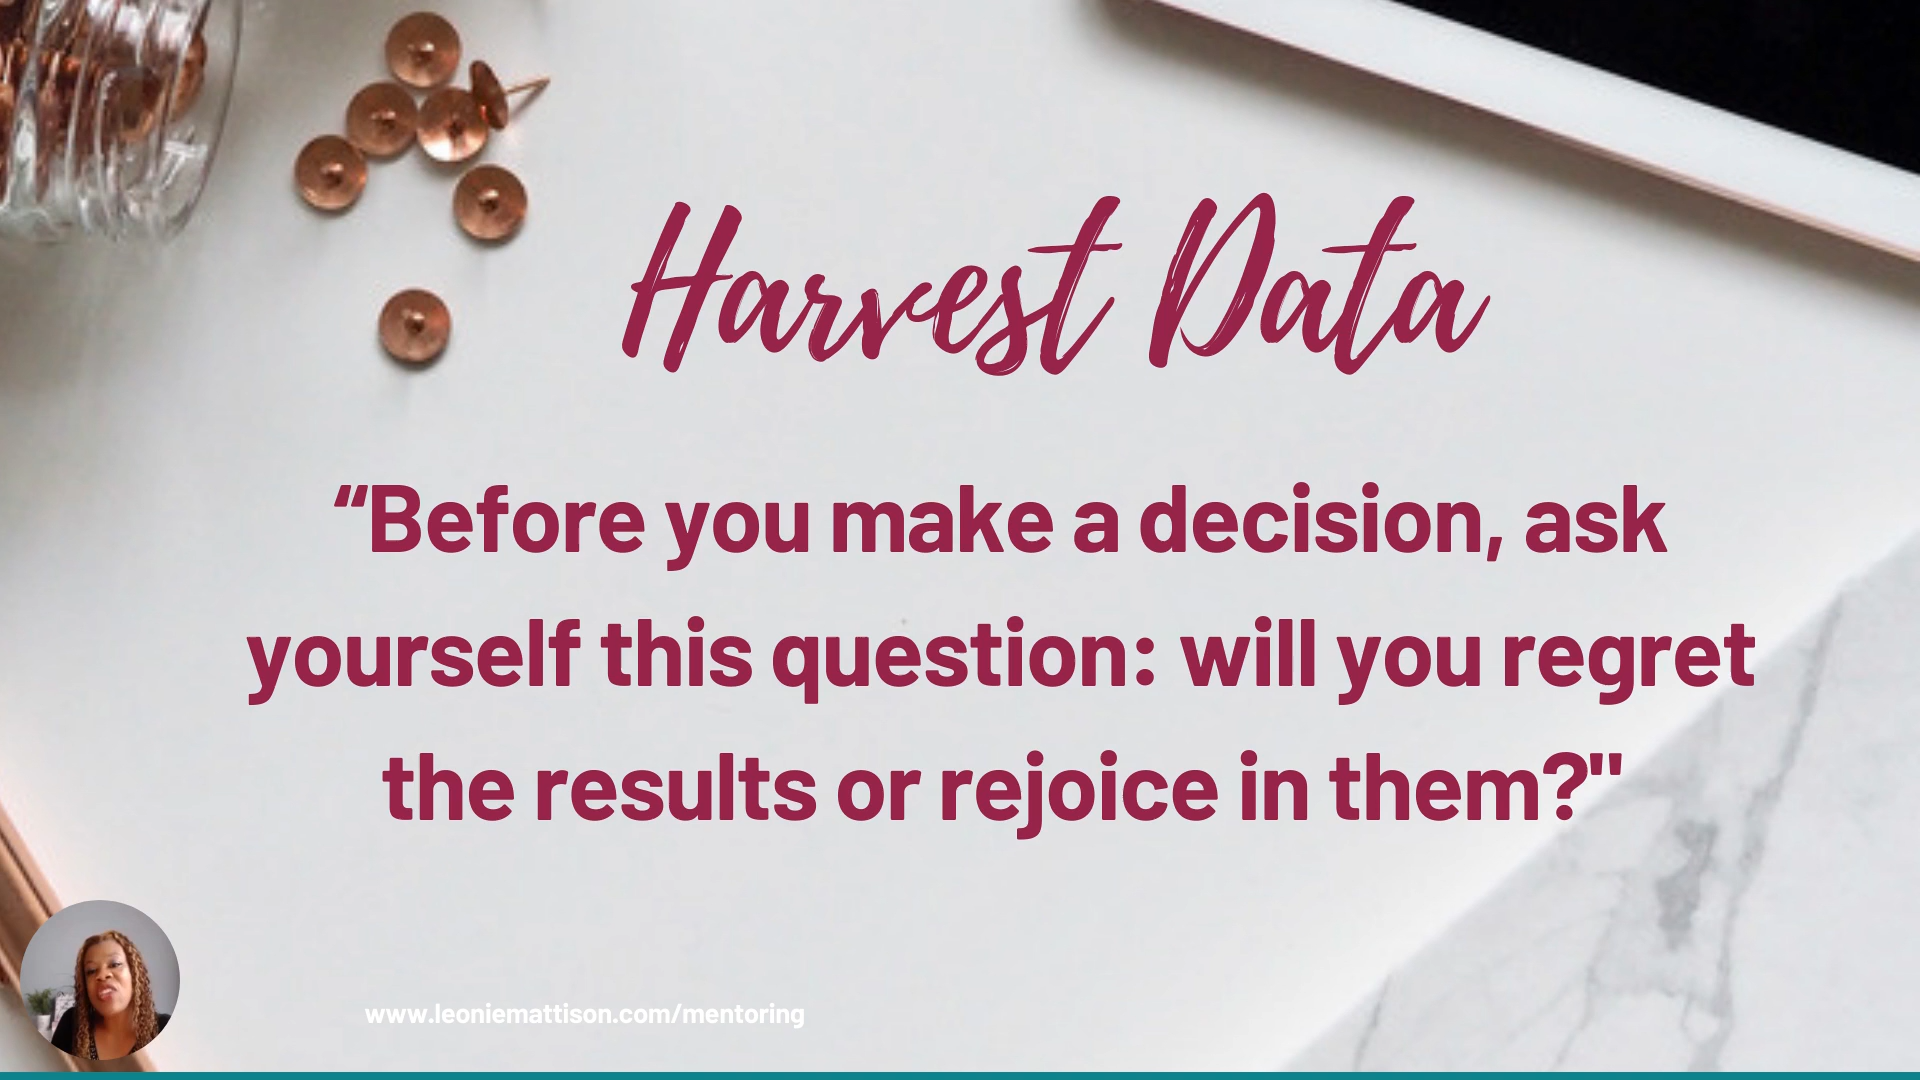 Harvest Data
“Before you make a decision, ask
yourself this question: will you regret
the results or rejoice in them?"
www.leoniemattison.com/mentoring